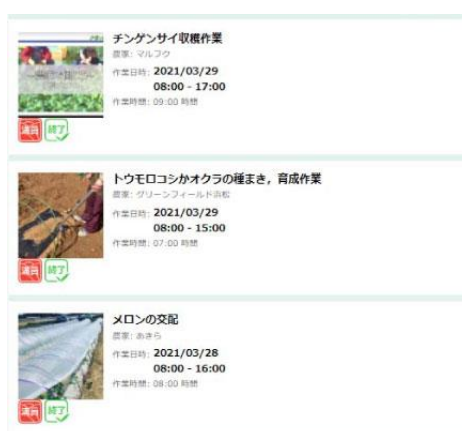 チンゲンサイ収穫作業
農家: マルフク
作業日時: 2021/03/29
08:00 - 17:00
作業時間: 09:00 時間
満員 終了
トウモロコシかオクラの種まき，育成作業
農家: グリーンフィールド浜松
作業日時: 2021/03/29
08:00 - 15:00
作業時間: 07:00 時間
満員 終了
メロンの交配
農家: あきら
作業日時: 2021/03/28
08:00 - 16:00
作業時間: 08:00 時間
満員 終了